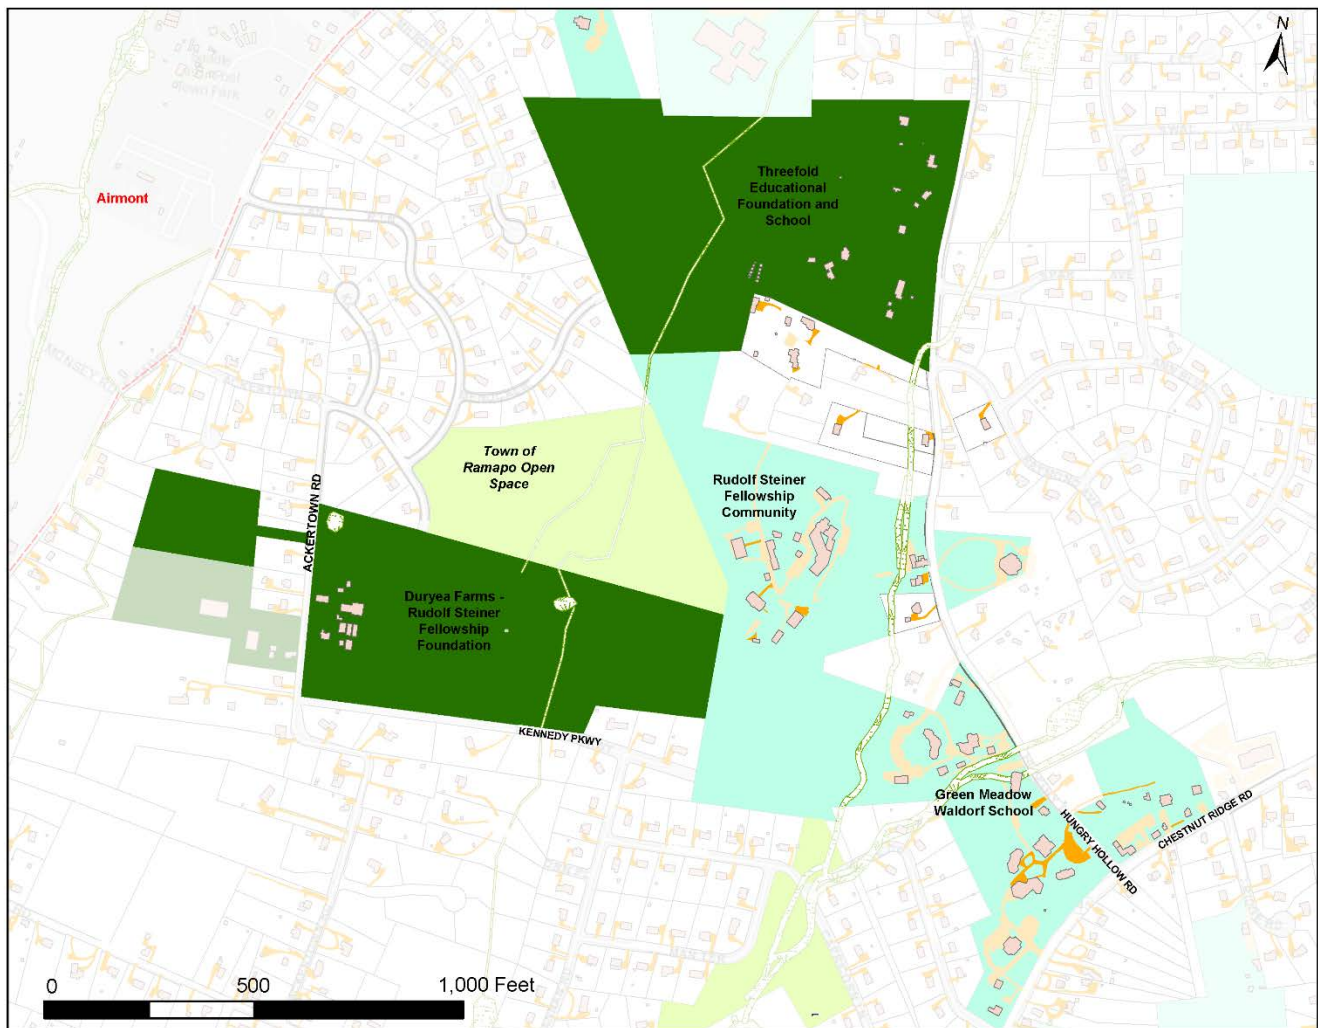 N
Airmont
Threefold
Educational
Foundation and
School
Town of
Ramapo Open
Space
Rudolf Steiner
Fellowship
Community
ACKERTOWN RD
Duryea Farms -
Rudolf Steiner
Fellowship
Foundation
KENNEDY PKWY
Green Meadow
Waldorf School
HUNGRY HOLLOW RD
CHESTNUT RIDGE RD
0 500 1,000 Feet